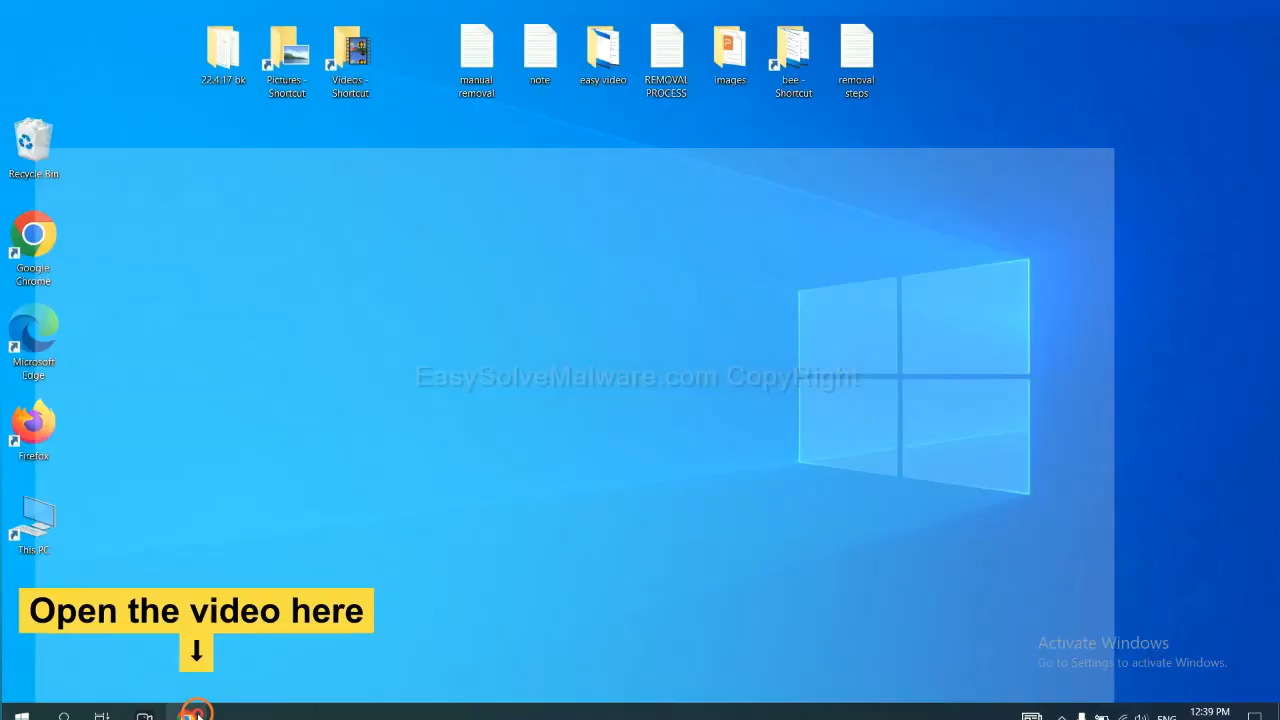 22.4.17 bk
Pictures -
Shortcut
Videos -
Shortcut
manual
removal
note
easy video
REMOVAL
PROCESS
images
bee -
Shortcut
removal
steps
Recycle Bin
Google
Chrome
Microsoft
Edge
EasySolveMalware.com CopyRight
Firefox
This PC
Open the video here
↓
Activate Windows
Go to Settings to activate Windows.
ENG
12:39 PM